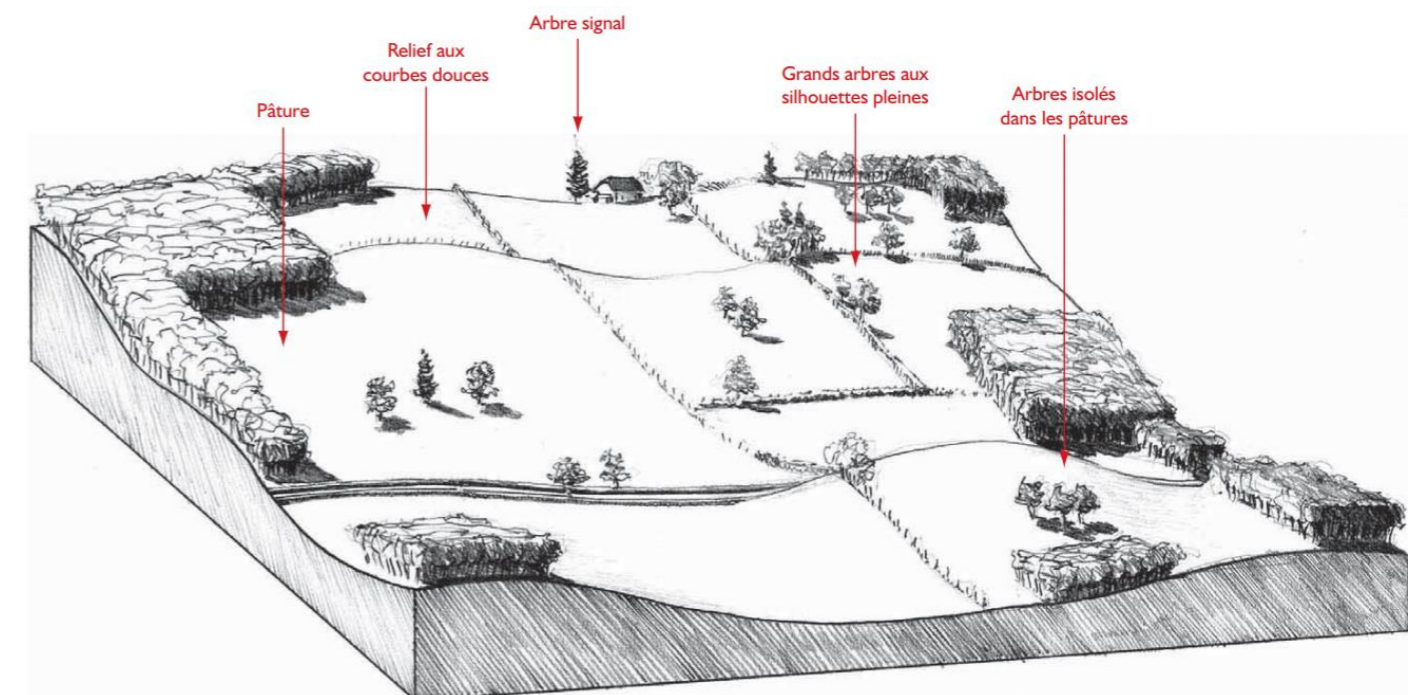 Arbre signal
Relief aux
courbes douces
Grands arbres aux
silhouettes pleines
Arbres isolés
dans les pâtures
Pâture